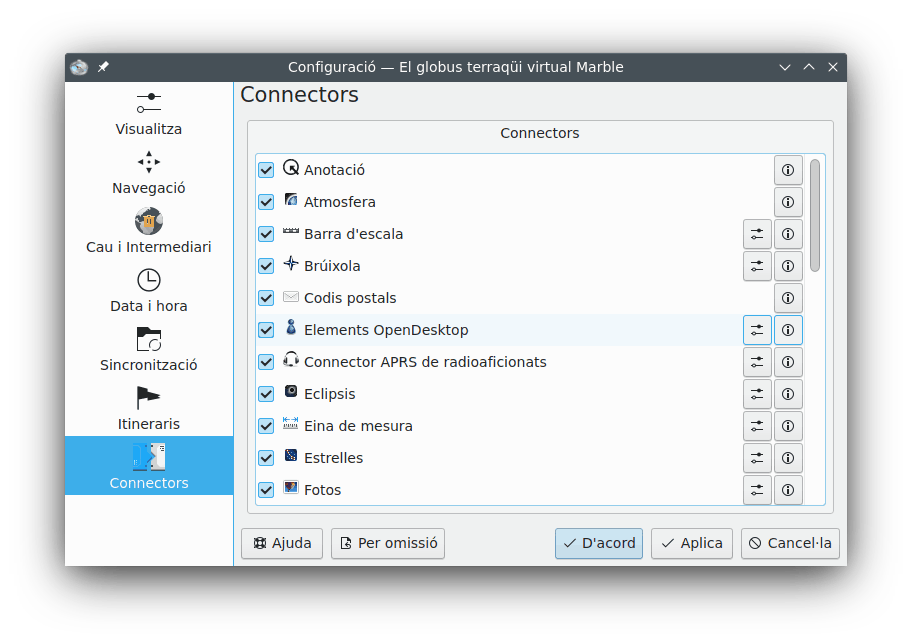 Configuració — El globus terraqüi virtual Marble
Visualitza
Navegació
Cau i Intermediari
Data i hora
Sincronització
Itineraris
Connectors
Connectors
Connectors
Anotació
Atmosfera
Barra d'escala
Brúixola
Codis postals
Elements OpenDesktop
Connector APRS de radioaficionats
Eclipsis
Eina de mesura
Estrelles
Fotos
Ajuda
Per omissió
D'acord
Aplica
Cancel·la